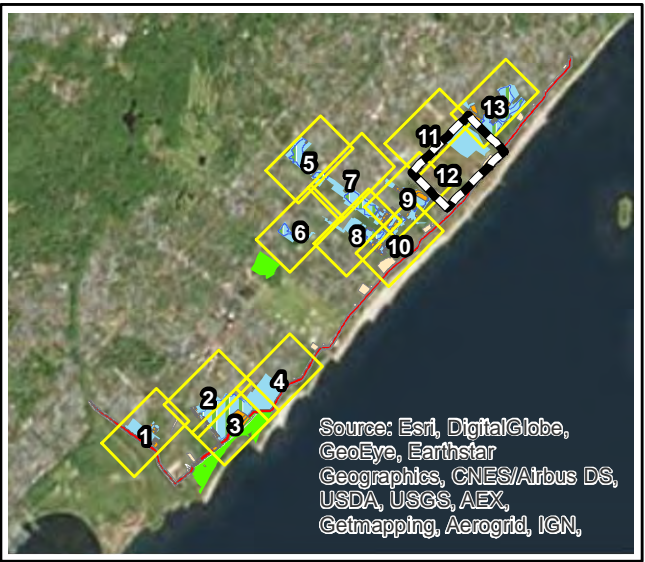 13
11
5
12
7
9
6
8
10
4
2
3
1
Source: Esri, DigitalGlobe,
GeoEye, Earthstar
Geographics, CNES/Airbus DS,
USDA, USGS, AEX,
Getmapping, Aerogrid, IGN,